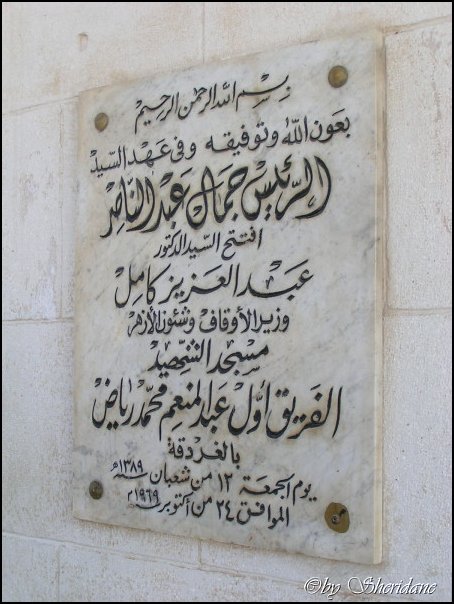 بسم الله الرحمن الرحيم
بعون الله وتوفيقه وفى عهد السيد
الرئيس جمال عبد الناصر
افتتح السيد الدكتور
عبد العزيز كامل
وزير الأوقاف وشئون الأزهر
مسجد الشهيد
الفريق أول عبد المنعم محمد رياض
بالغردقة
يوم الجمعة ١٣ من شعبان سنة ١٣٨٩هـ
الموافق ٢٤ من أكتوبر سنة ١٩٦٩م
©by Sheridane